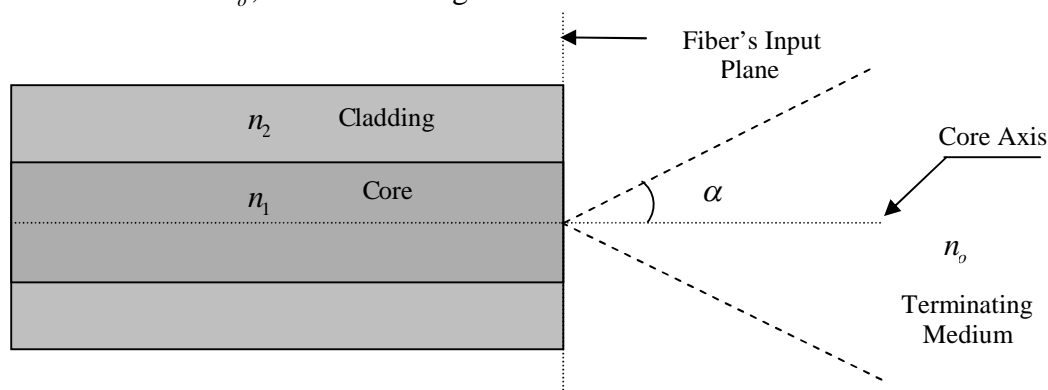 Fiber's Input
Plane
n₂ Cladding
Core Axis
n₁ Core
α
nₒ
Terminating
Medium